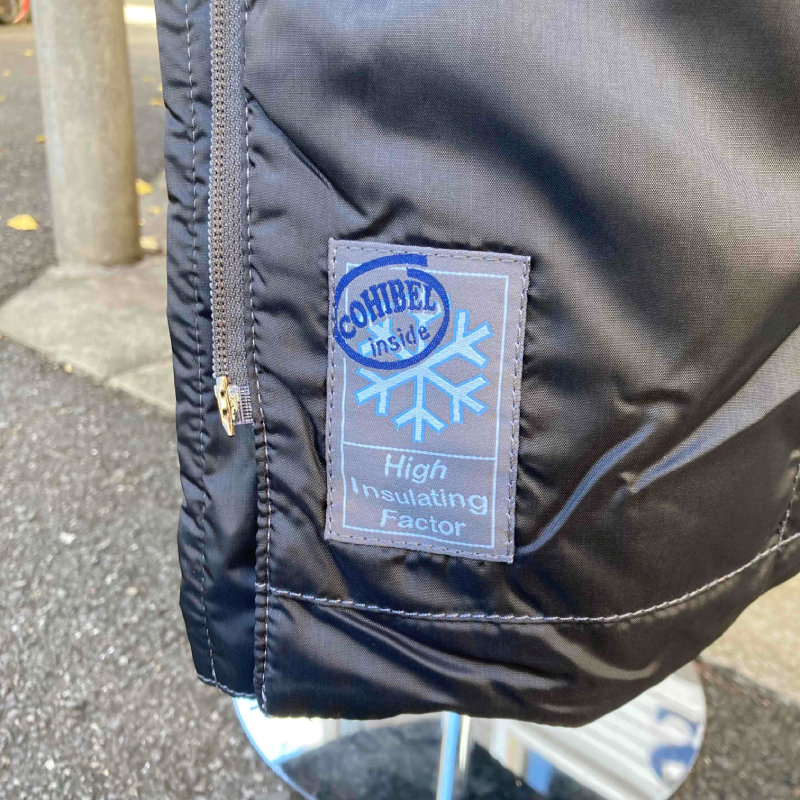 COHIBEL
inside
High
Insulating
Factor